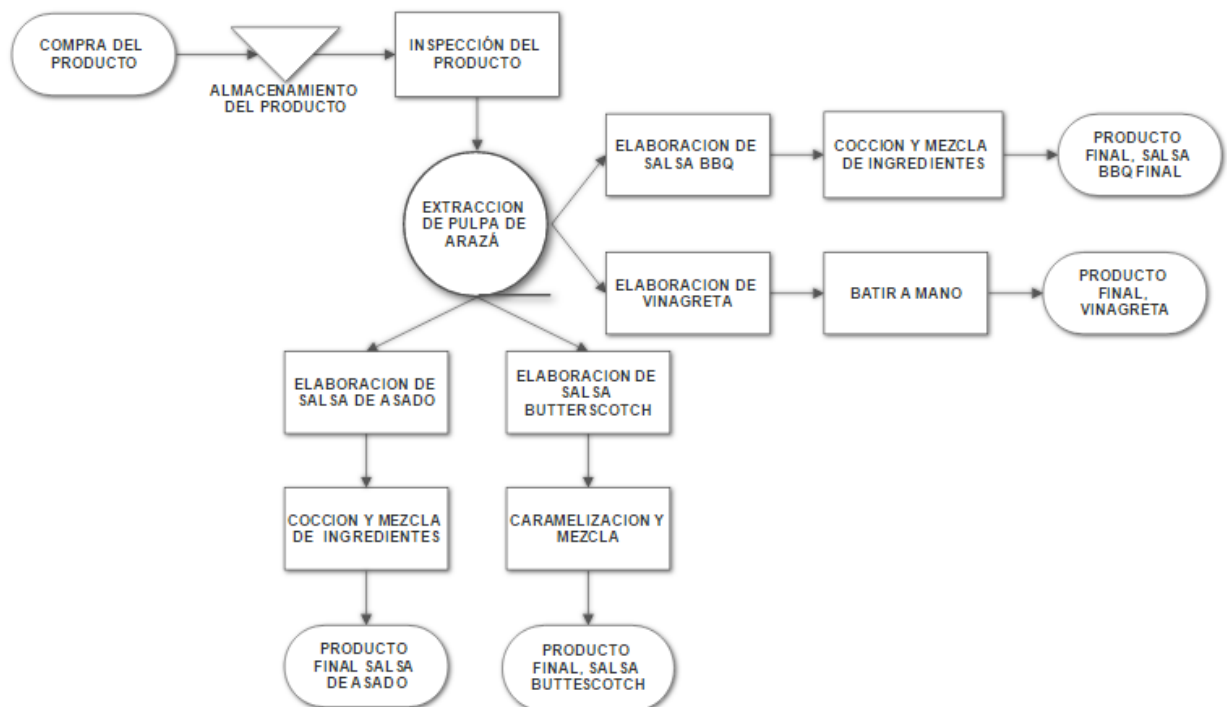 COMPRA DEL
PRODUCTO
ALMACENAMIENTO
DEL PRODUCTO
INSPECCIÓN DEL
PRODUCTO
EXTRACCION
DE PULPA DE
ARAZÁ
ELABORACION DE
SALSA BBQ
COCCION Y MEZCLA
DE INGREDIENTES
PRODUCTO
FINAL, SALSA
BBQ FINAL
ELABORACION DE
VINAGRETA
BATIR A MANO
PRODUCTO
FINAL,
VINAGRETA
ELABORACION DE
SALSA DE ASADO
COCCION Y MEZCLA
DE INGREDIENTES
PRODUCTO
FINAL SALSA
DE ASADO
ELABORACION DE
SALSA
BUTTERSCOTCH
CARAMELIZACION Y
MEZCLA
PRODUCTO
FINAL, SALSA
BUTTESCOTCH